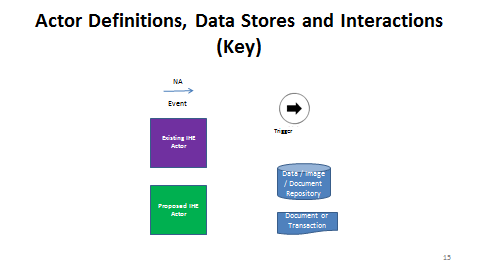 Actor Definitions, Data Stores and Interactions
(Key)
NA
Event
Existing IHE
Actor
Trigger
Data / Image
/ Document
Repository
Proposed IHE
Actor
Document or
Transaction
15